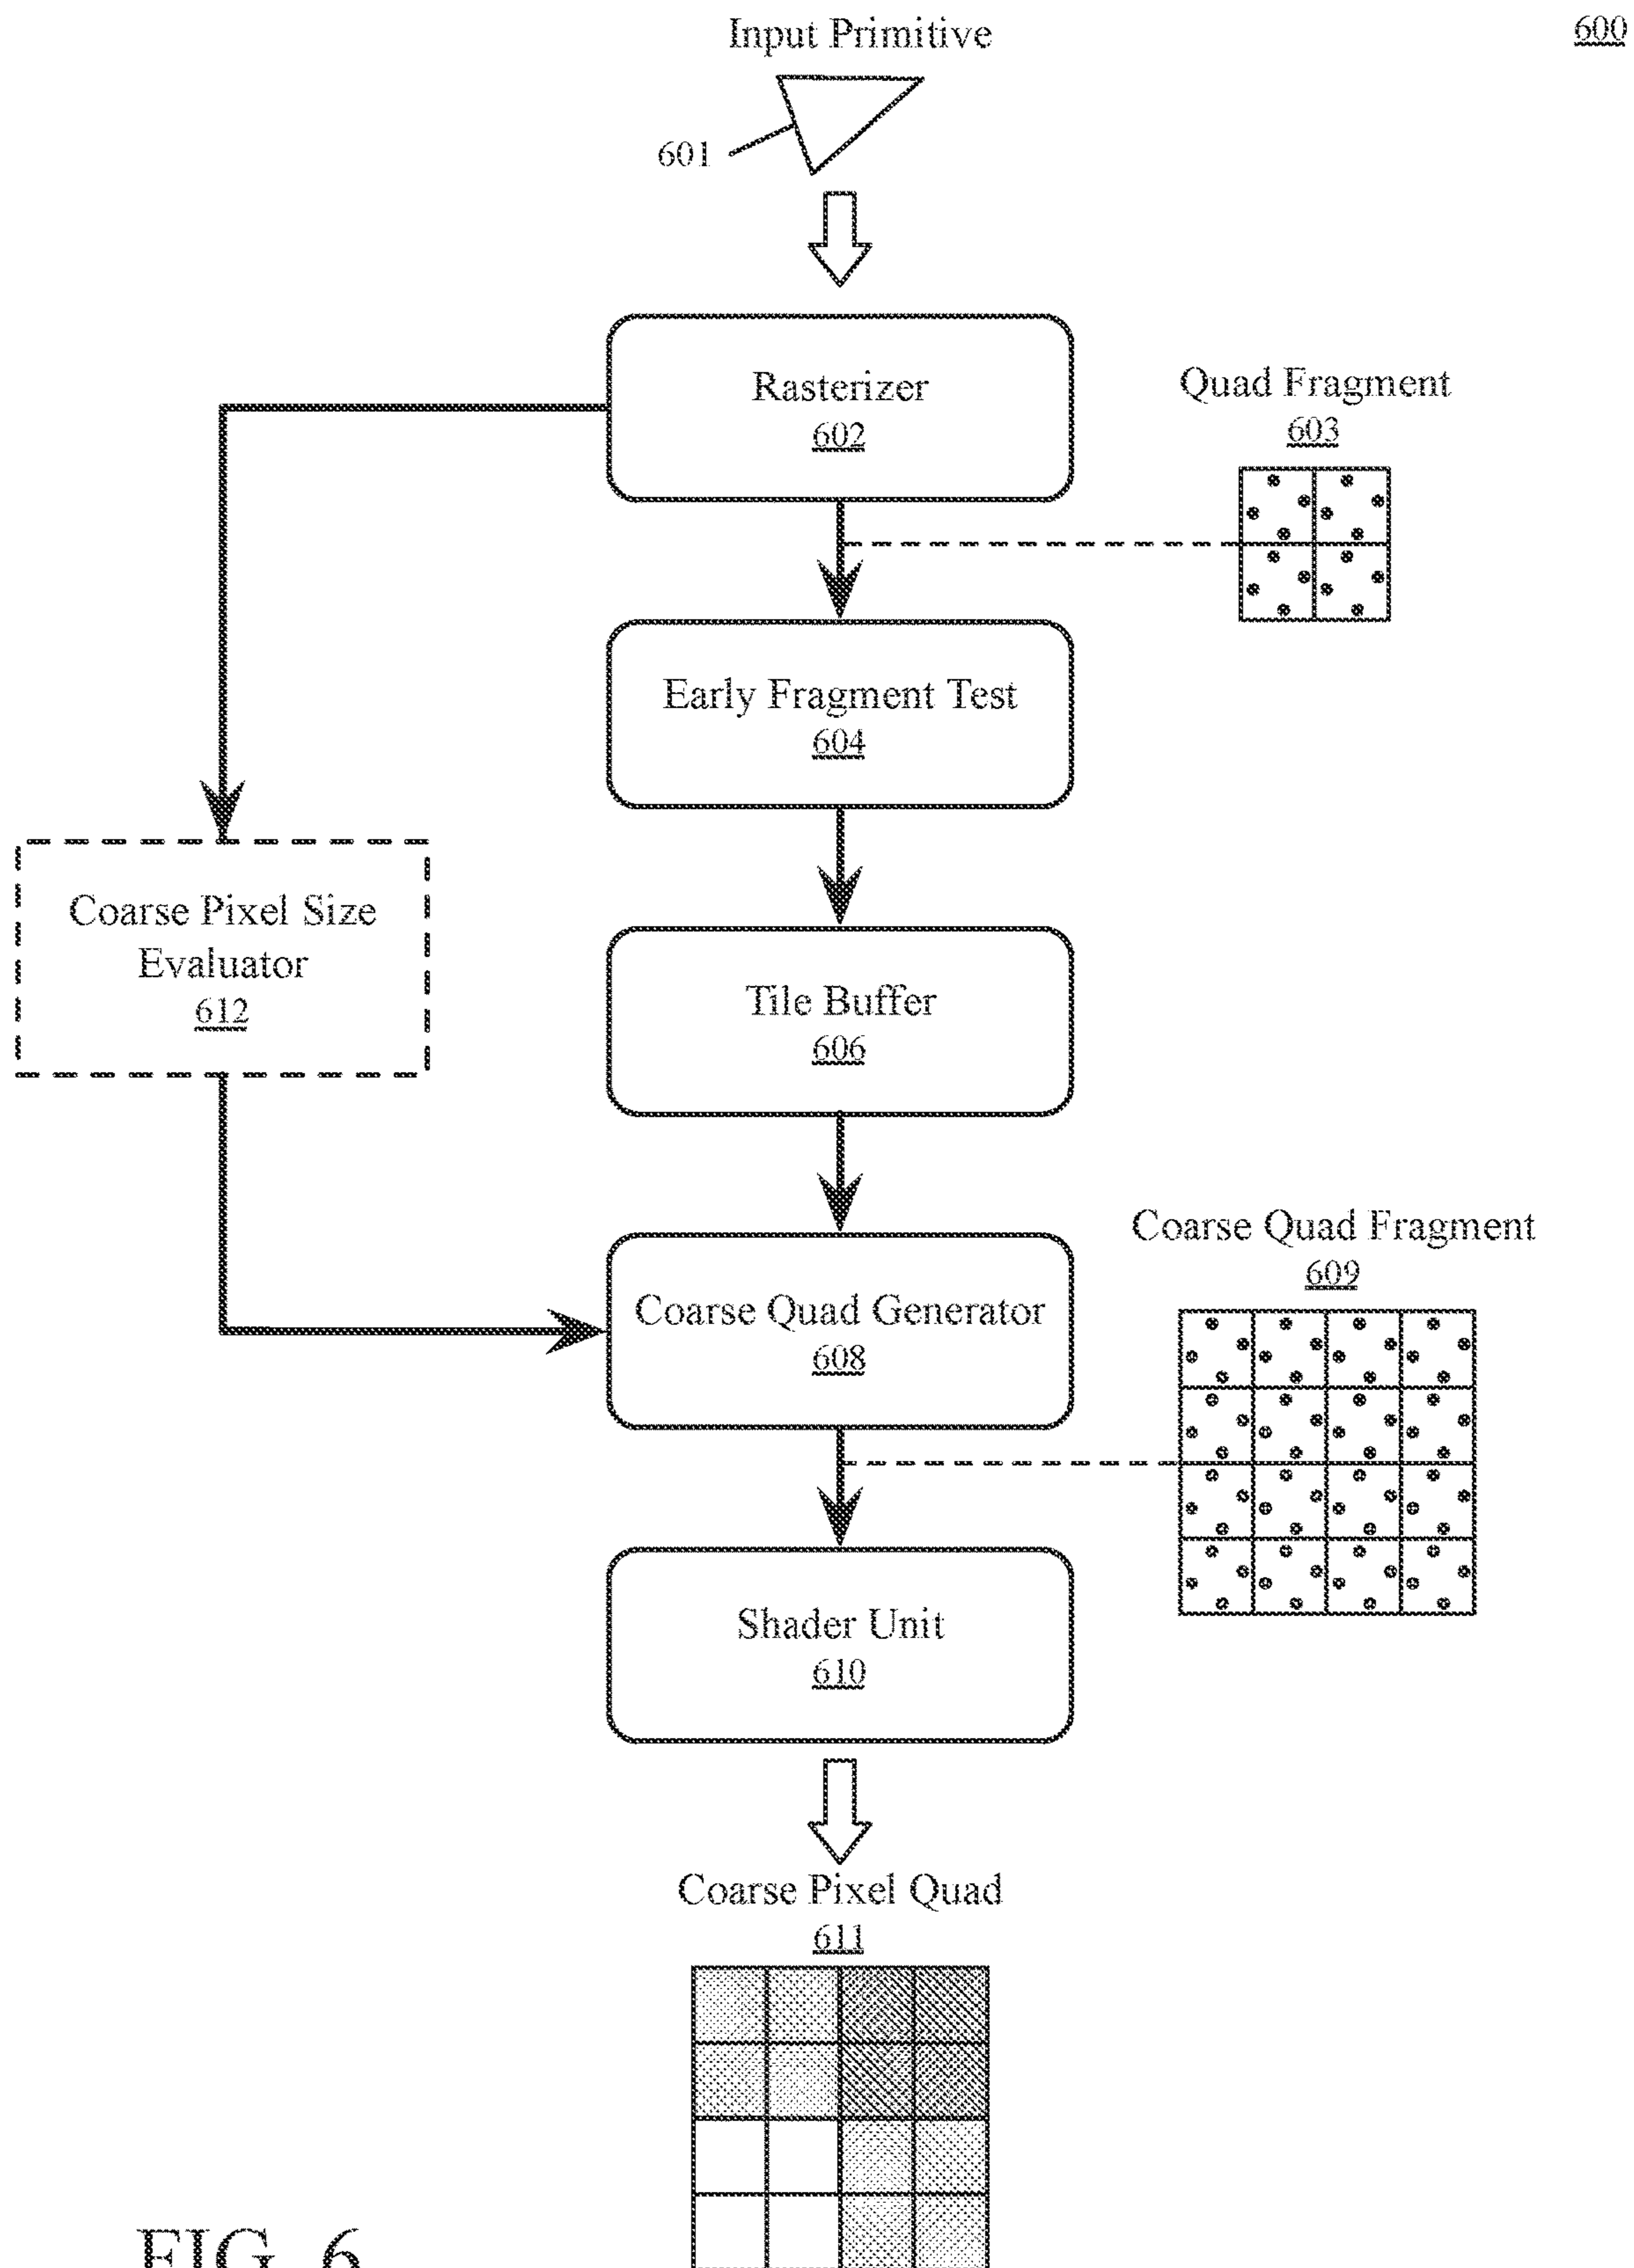 600
Input Primitive
601
Rasterizer
602
Quad Fragment
603
Early Fragment Test
604
Coarse Pixel Size
Evaluator
612
Tile Buffer
606
Coarse Quad Generator
608
Coarse Quad Fragment
609
Shader Unit
610
Coarse Pixel Quad
611
FIG. 6